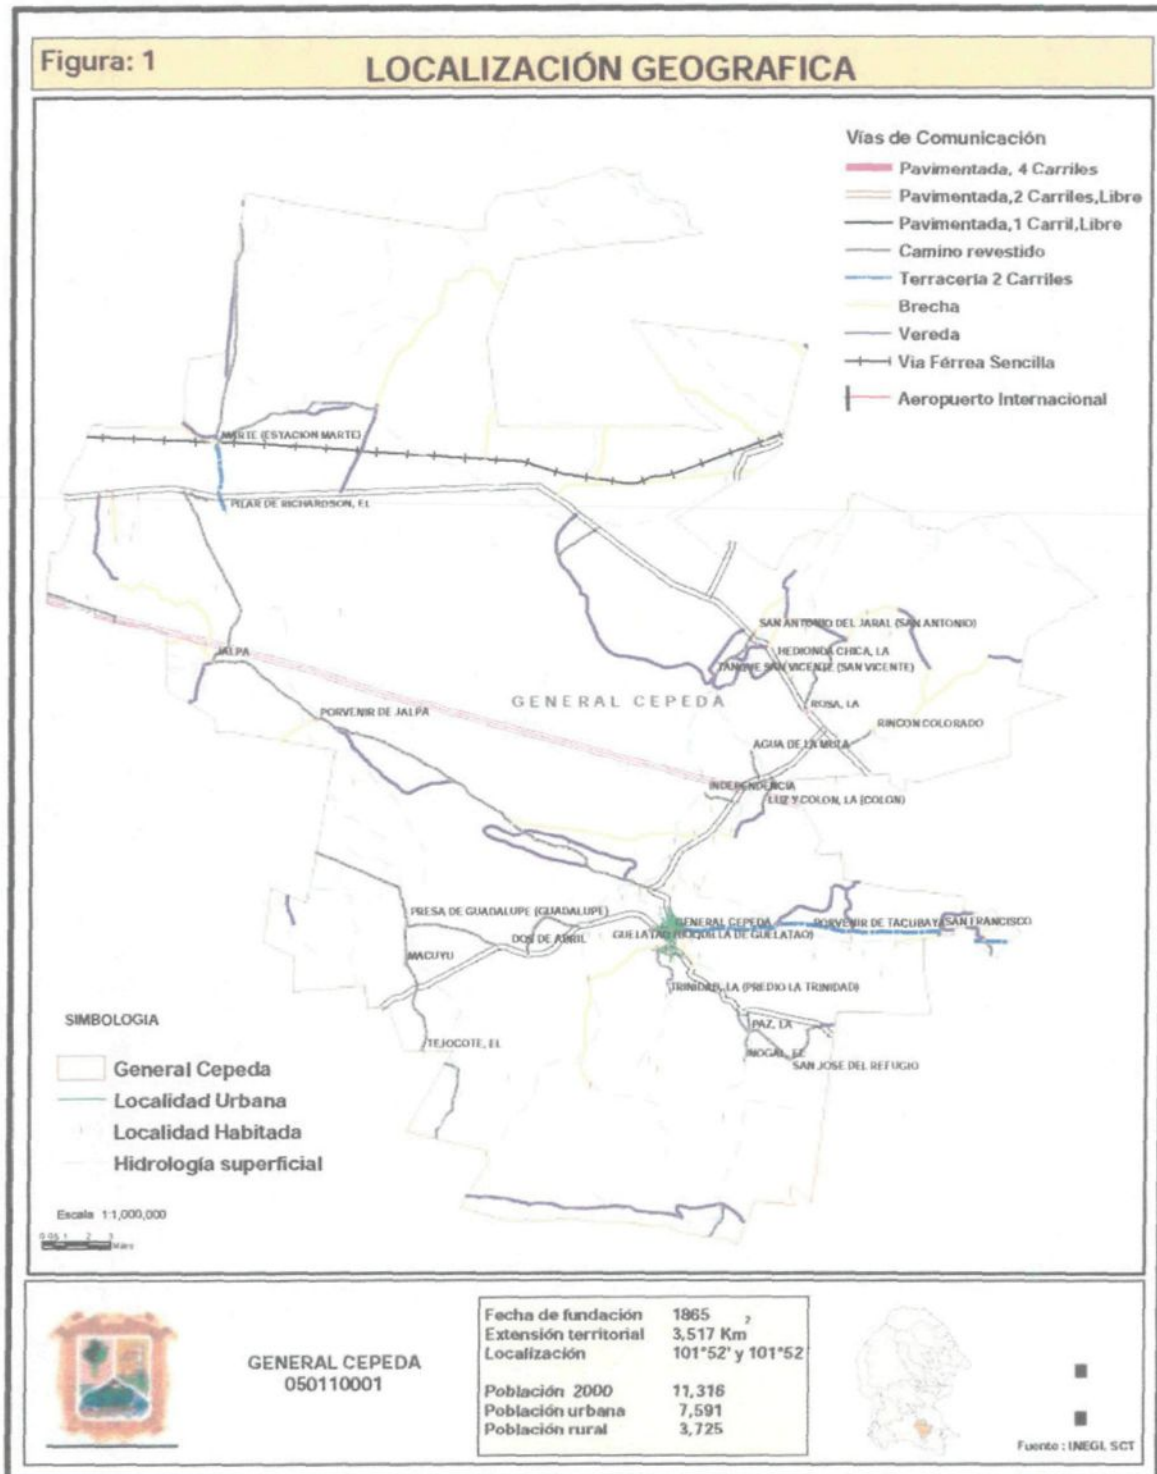 Figura: 1
LOCALIZACIÓN GEOGRAFICA
Vías de Comunicación
Pavimentada, 4 Carriles
Pavimentada,2 Carriles,Libre
Pavimentada,1 Carril,Libre
Camino revestido
Terracería 2 Carriles
Brecha
Vereda
Via Férrea Sencilla
Aeropuerto Internacional
MARTE (ESTACION MARTE)
PILAR DE RICHARDSON, EL
SAN ANTONIO DEL JARAL (SAN ANTONIO)
HEDIONDA CHICA, LA
TANQUE SAN VICENTE (SAN VICENTE)
JALPA
GENERAL CEPEDA
ROSA, LA
PORVENIR DE JALPA
RINCON COLORADO
AGUA DE LA MULA
INDEPENDENCIA
LUZ Y COLON, LA (COLON)
PRESA DE GUADALUPE (GUADALUPE)
GENERAL CEPEDA
PORVENIR DE TACUBAYA
SAN FRANCISCO
DOS DE ABRIL
GUELATAO DE GUELATAO)
MACUYU
TRINIDAD, LA (PREDIO LA TRINIDAD)
PAZ, LA
TEJOCOTE, EL
NOGAL, EL
SAN JOSE DEL REFUGIO
SIMBOLOGIA
General Cepeda
Localidad Urbana
Localidad Habitada
Hidrología superficial
Escala 1:1,000,000
GENERAL CEPEDA
050110001
Fecha de fundación 1865
Extensión territorial 3,517 Km 2
Localización 101°52' y 101°52
Población 2000 11,316
Población urbana 7,591
Población rural 3,725
Fuente : INEGI, SCT